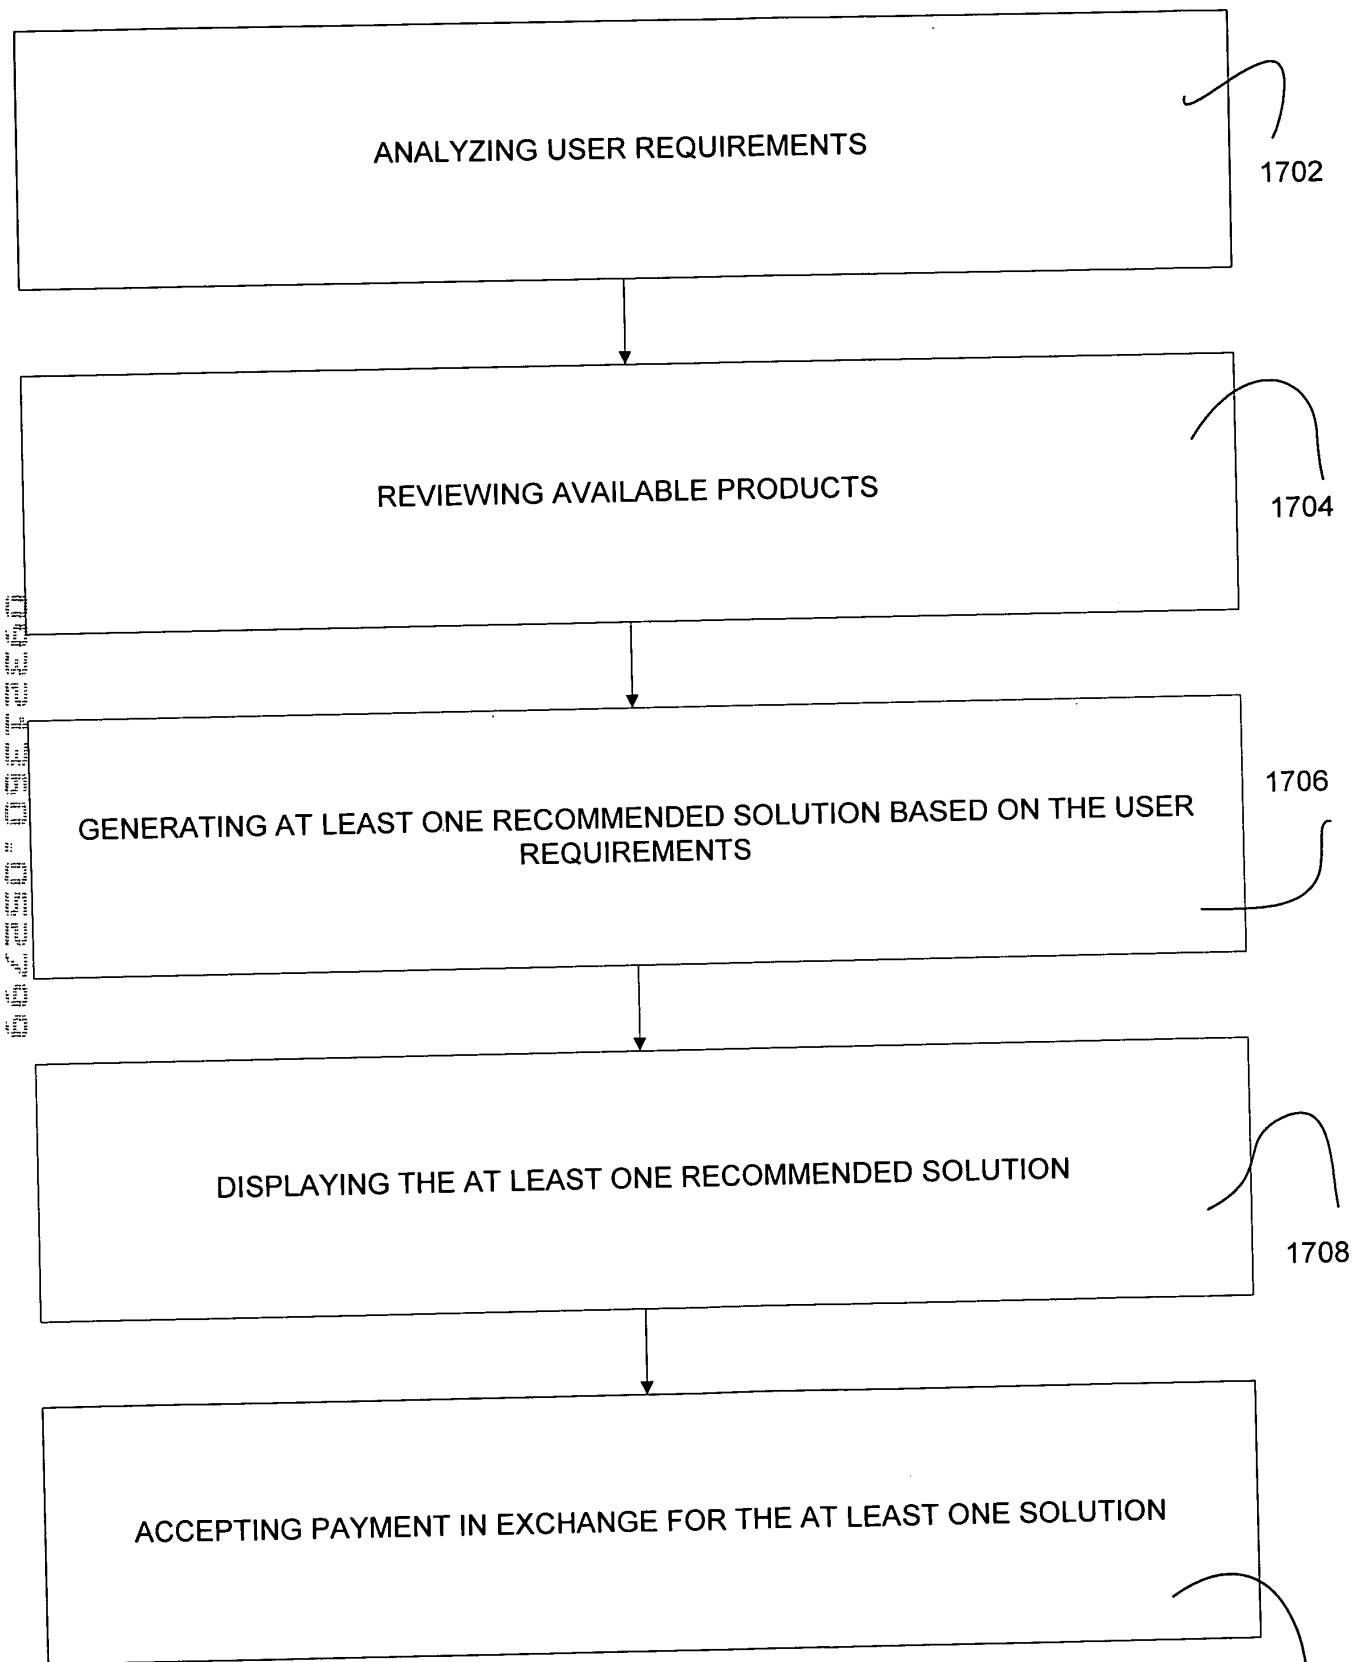 ANALYZING USER REQUIREMENTS
1702
REVIEWING AVAILABLE PRODUCTS
1704
GENERATING AT LEAST ONE RECOMMENDED SOLUTION BASED ON THE USER
REQUIREMENTS
1706
DISPLAYING THE AT LEAST ONE RECOMMENDED SOLUTION
1708
ACCEPTING PAYMENT IN EXCHANGE FOR THE AT LEAST ONE SOLUTION